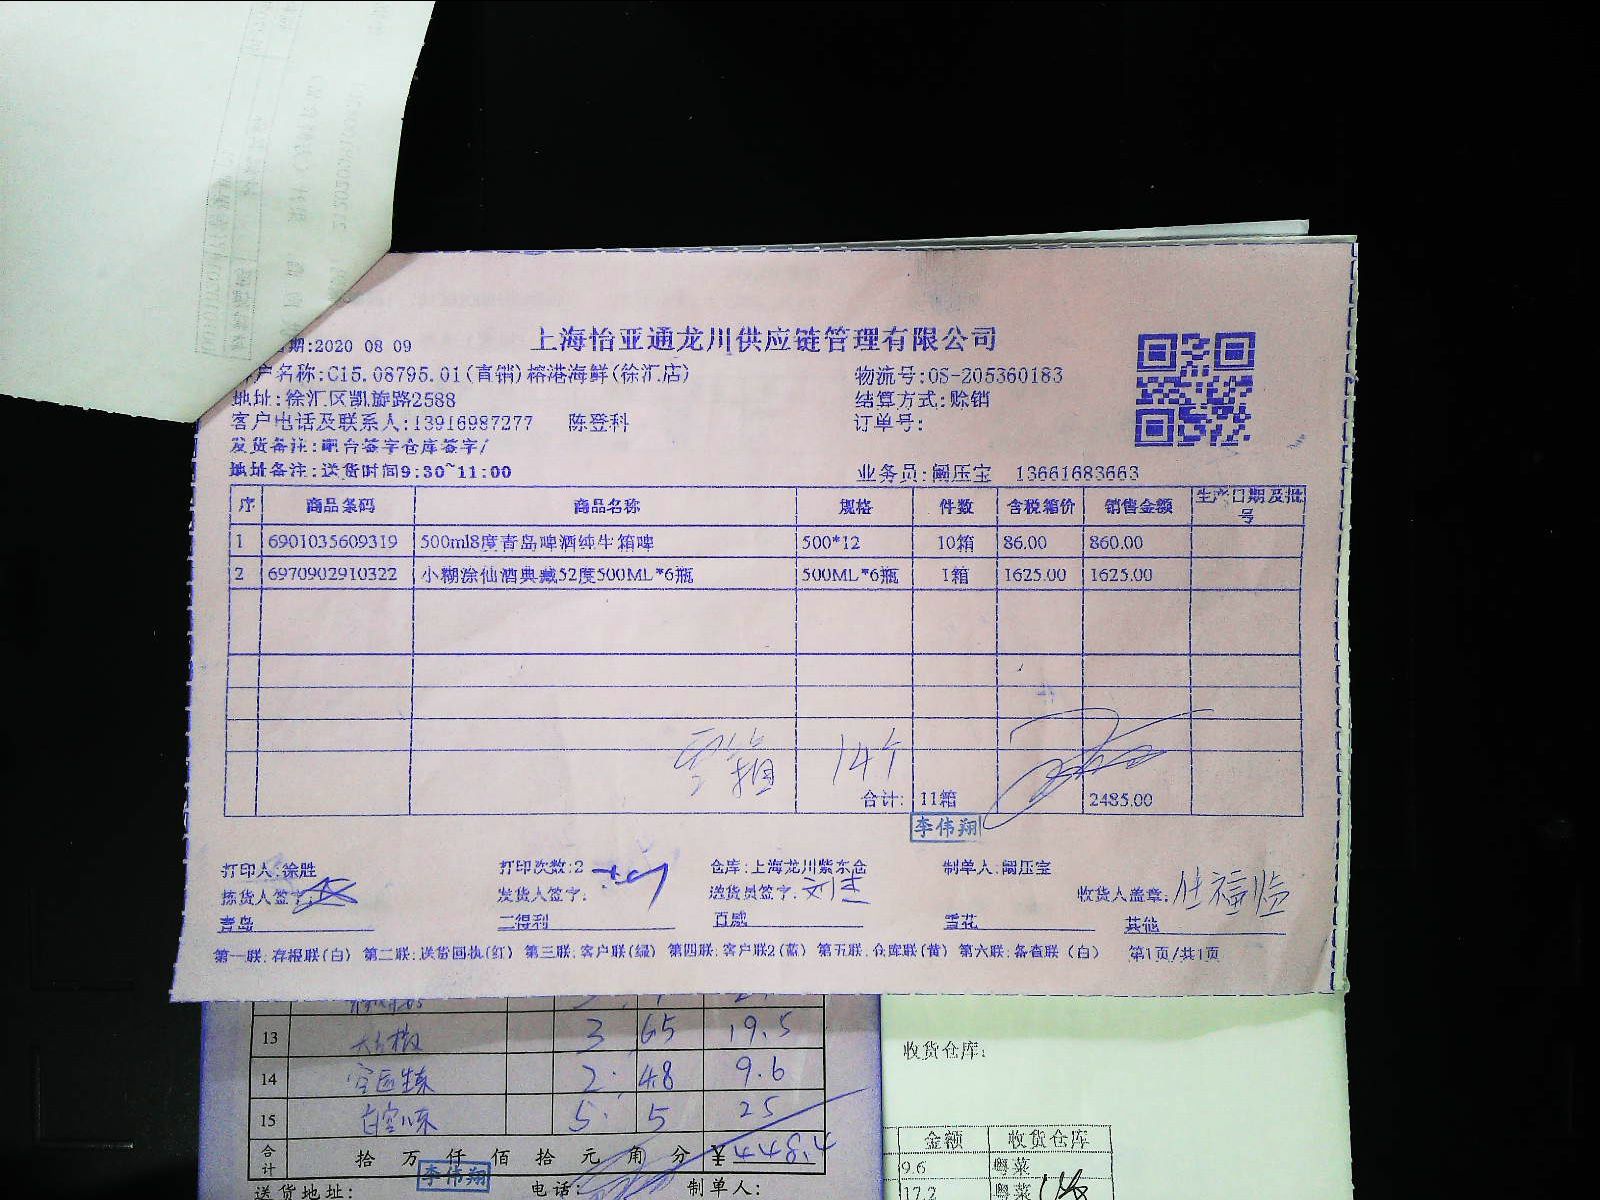 期:2020 08 09
上海怡亚通龙川供应链管理有限公司
户名称:C15.08795.01(直销)榕港海鲜(徐汇店)
物流号:OS-205360183
地址:徐汇区凯旋路2588
结算方式:赊销
客户电话及联系人:13916987277 陈登科
订单号:
发货备注:吧台签字仓库签字/
地址备注:送货时间9:30~11:00
业务员:阚压宝 13661683663
序 商品条码 商品名称 规格 件数 含税箱价 销售金额 生产日期及批号
1 6901035609319 500ml8度青岛啤酒纯生箱啤 500*12 10箱 86.00 860.00
2 6970902910322 小糊涂仙酒典藏52度500ML*6瓶 500ML*6瓶 1箱 1625.00 1625.00
空箱 14个
合计: 11箱 2485.00
李伟翔
打印人:徐胜 打印次数:2 仓库:上海龙川紫东仓 制单人:阚压宝
拣货人签字: 发货人签字: 送货员签字: 收货人盖章:
青岛 三得利 百威 雪花 其他
第一联:存根联(白) 第二联:送货回执(红) 第三联:客户联(绿) 第四联:客户联2(蓝) 第五联:仓库联(黄) 第六联:备查联(白) 第1页/共1页
13 3 65 19.5
14 2. 48 9.6
15 5. 5 25
合计 拾 万 仟 佰 拾 元 角 分 ¥448.4
李伟翔
送货地址: 电话: 制单人:
收货仓库:
金额 收货仓库
9.6 粤菜
17.2 粤菜